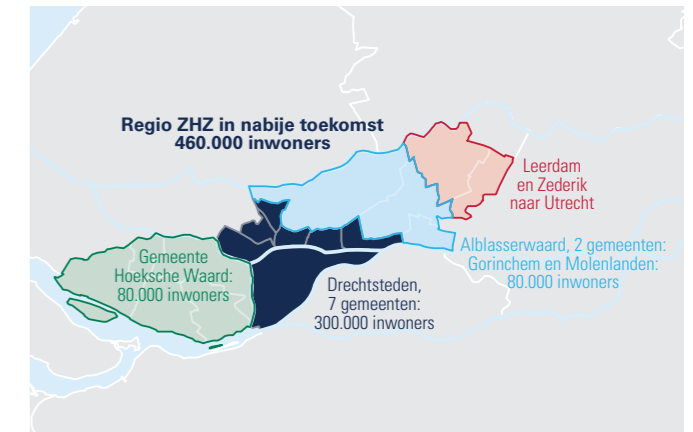 Regio ZHZ in nabije toekomst
460.000 inwoners
Leerdam
en Zederik
naar Utrecht
Alblasserwaard, 2 gemeenten:
Gorinchem en Molenlanden:
80.000 inwoners
Gemeente
Hoeksche Waard:
80.000 inwoners
Drechtsteden,
7 gemeenten:
300.000 inwoners